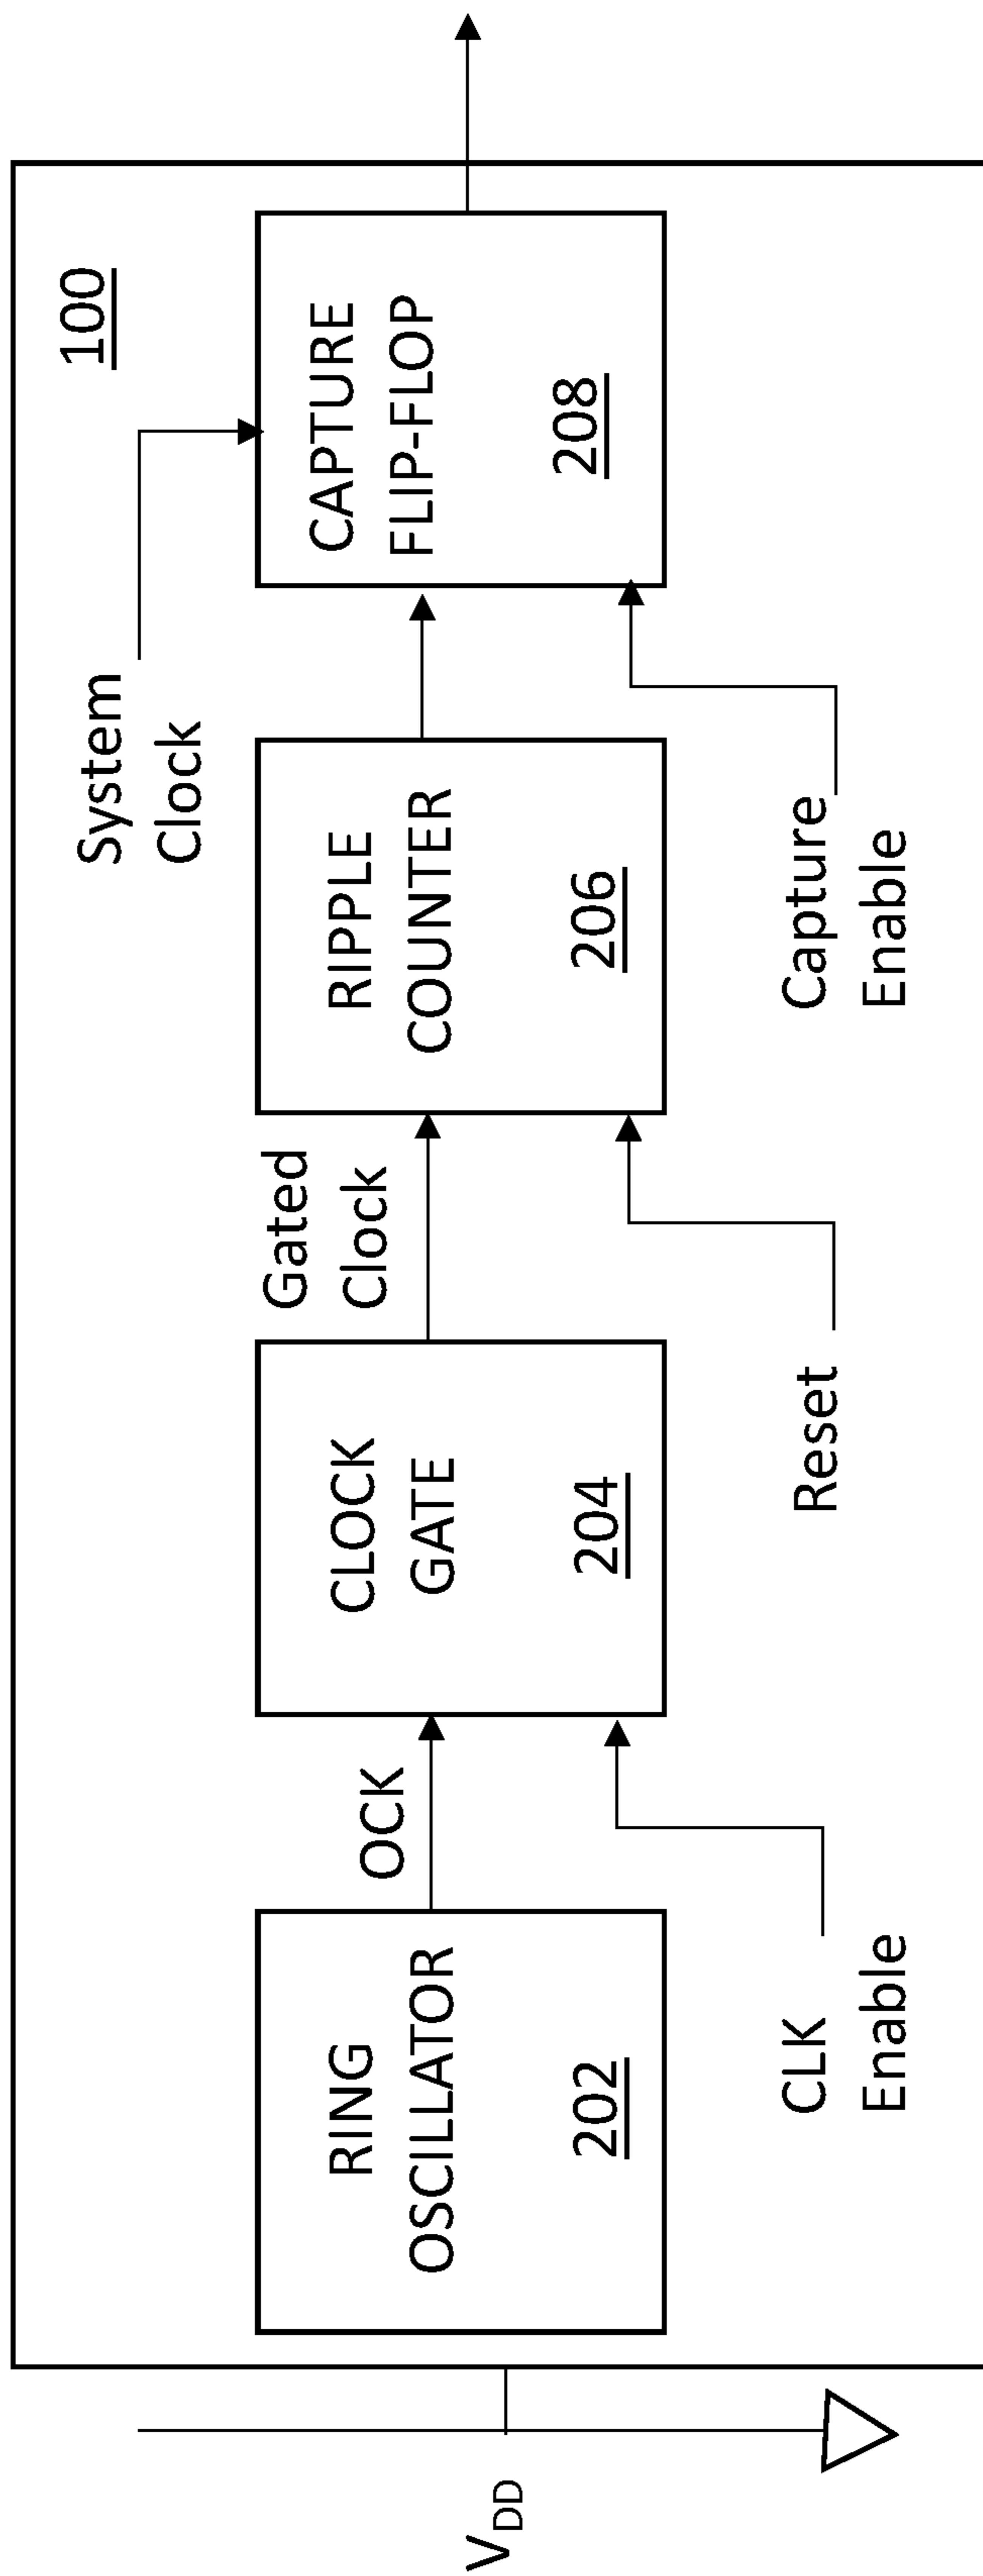 100
System
Clock
V_DD
RING
OSCILLATOR
202
OCK
CLOCK
GATE
204
Gated
Clock
RIPPLE
COUNTER
206
CAPTURE
FLIP-FLOP
208
CLK
Enable
Reset
Capture
Enable